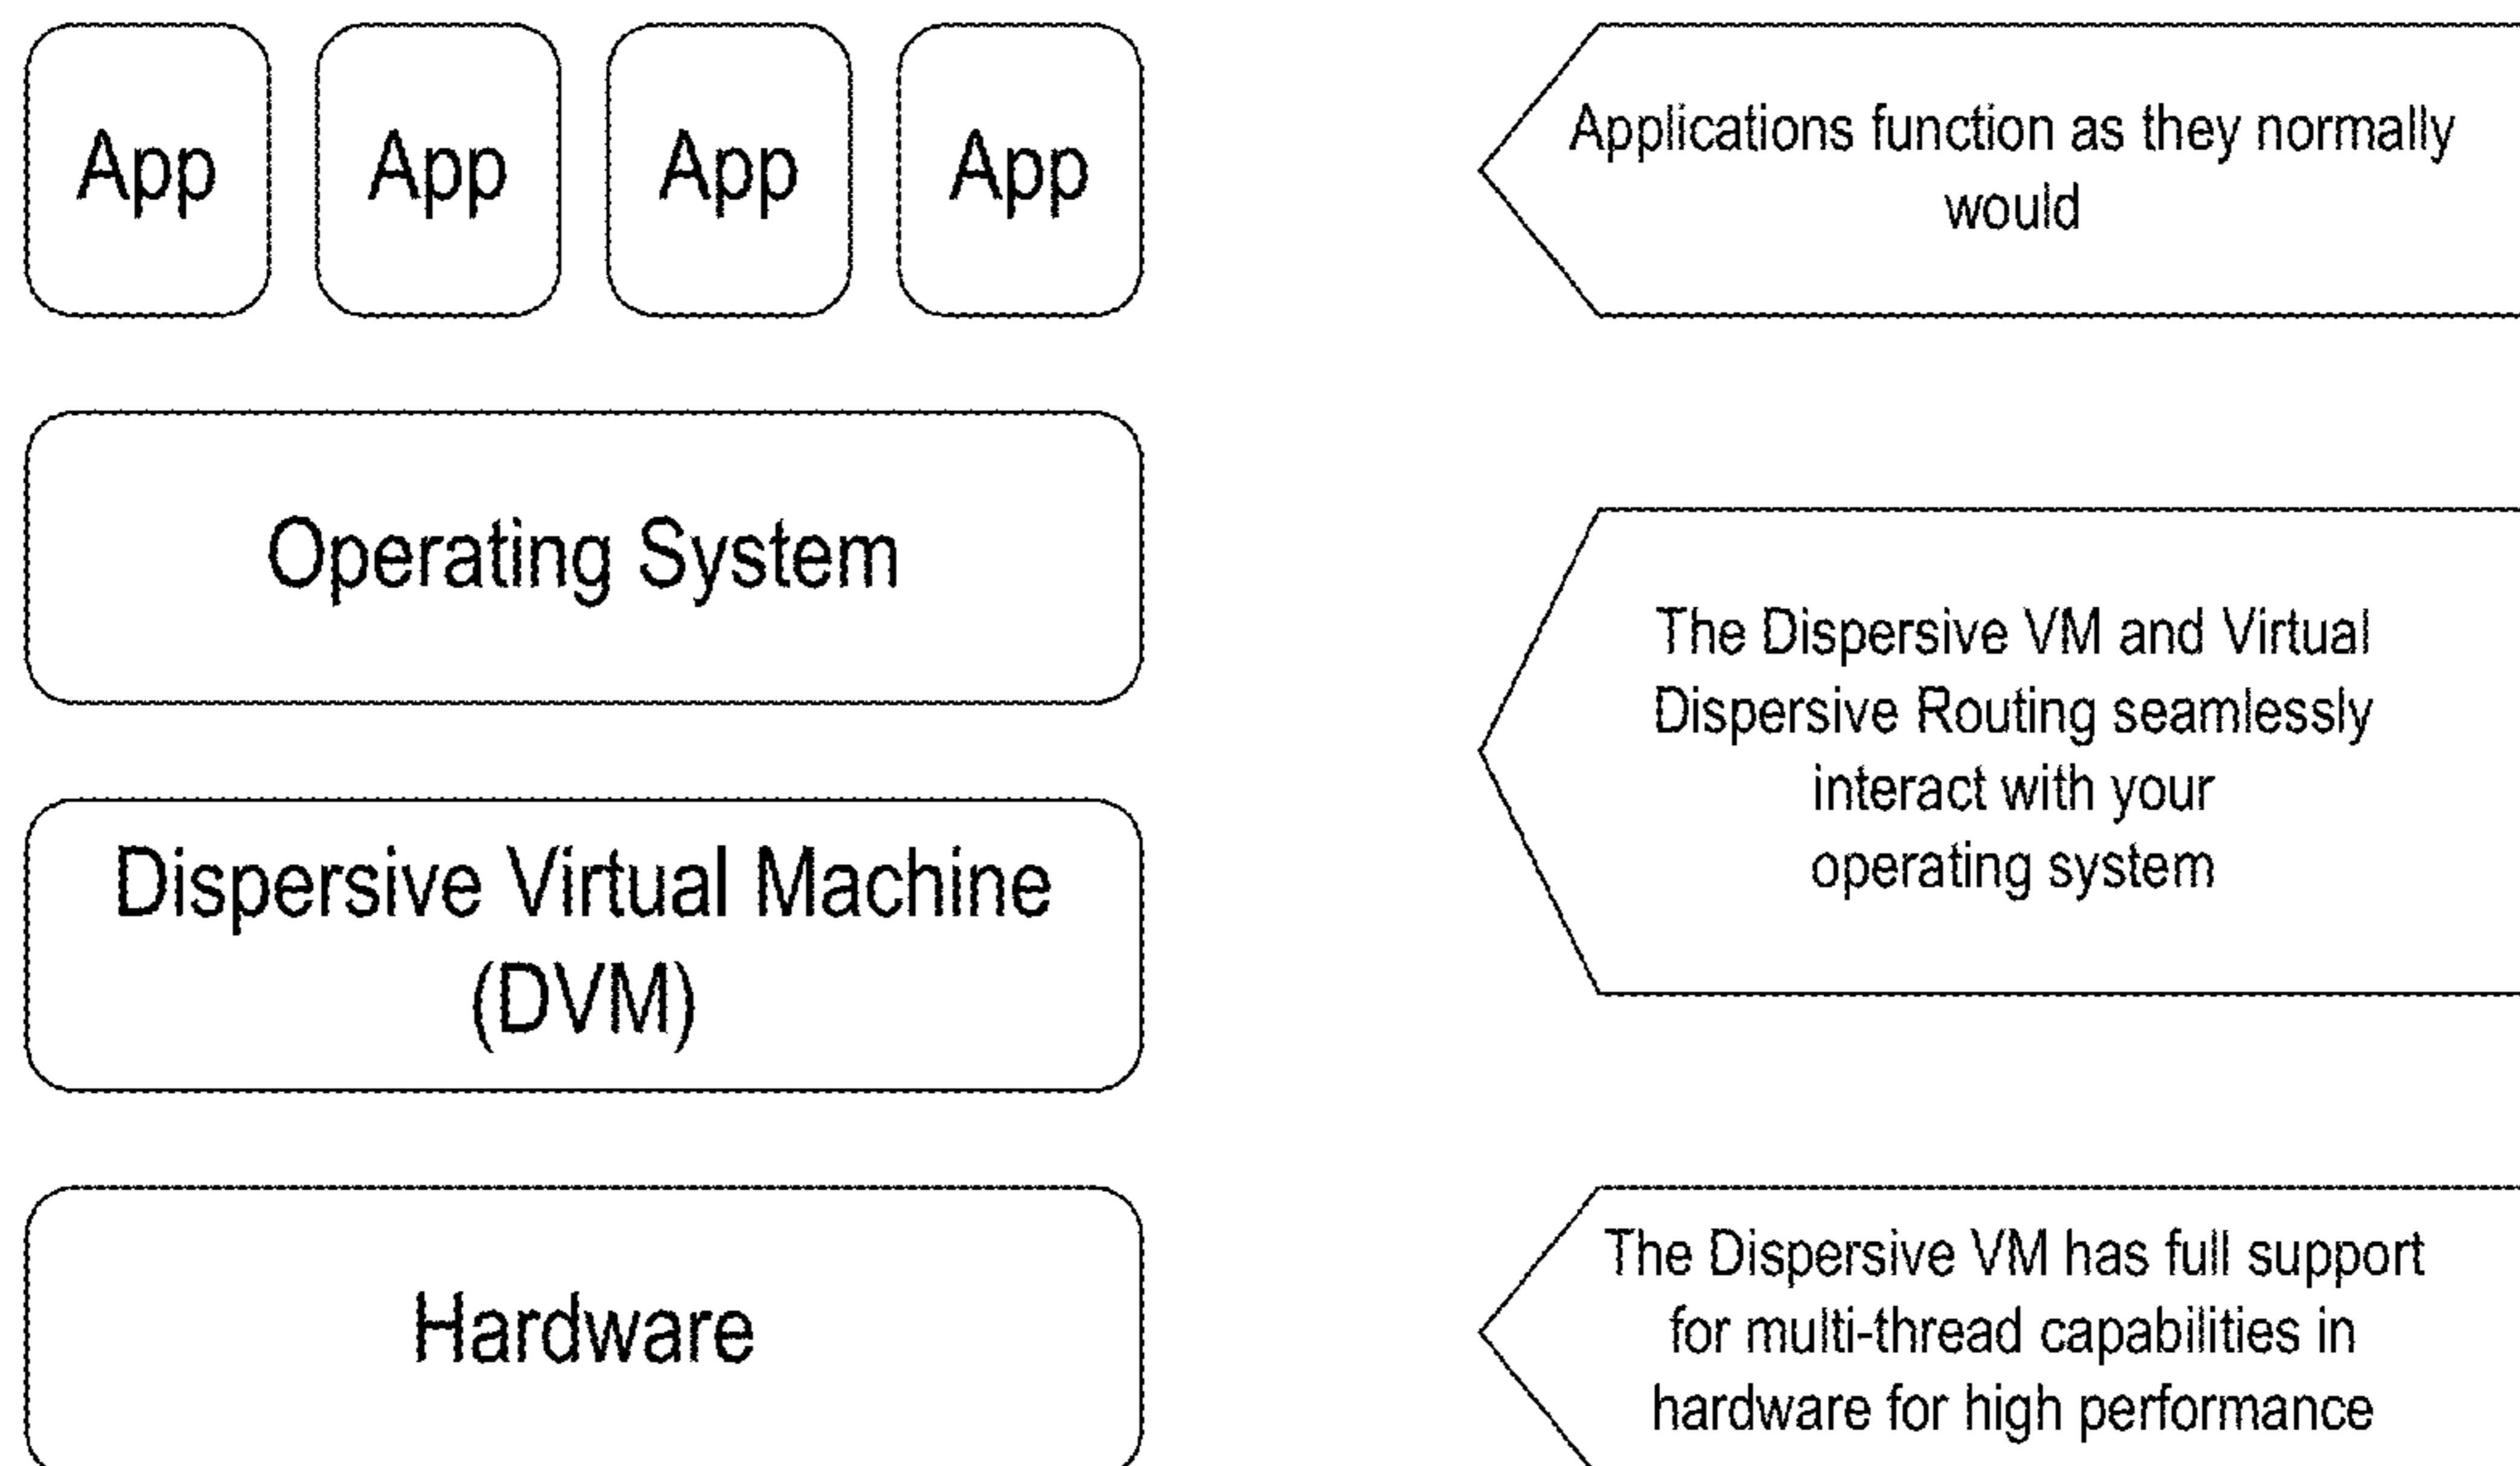 App
App
App
App
Applications function as they normally
would
Operating System
The Dispersive VM and Virtual
Dispersive Routing seamlessly
interact with your
operating system
Dispersive Virtual Machine
(DVM)
Hardware
The Dispersive VM has full support
for multi-thread capabilities in
hardware for high performance